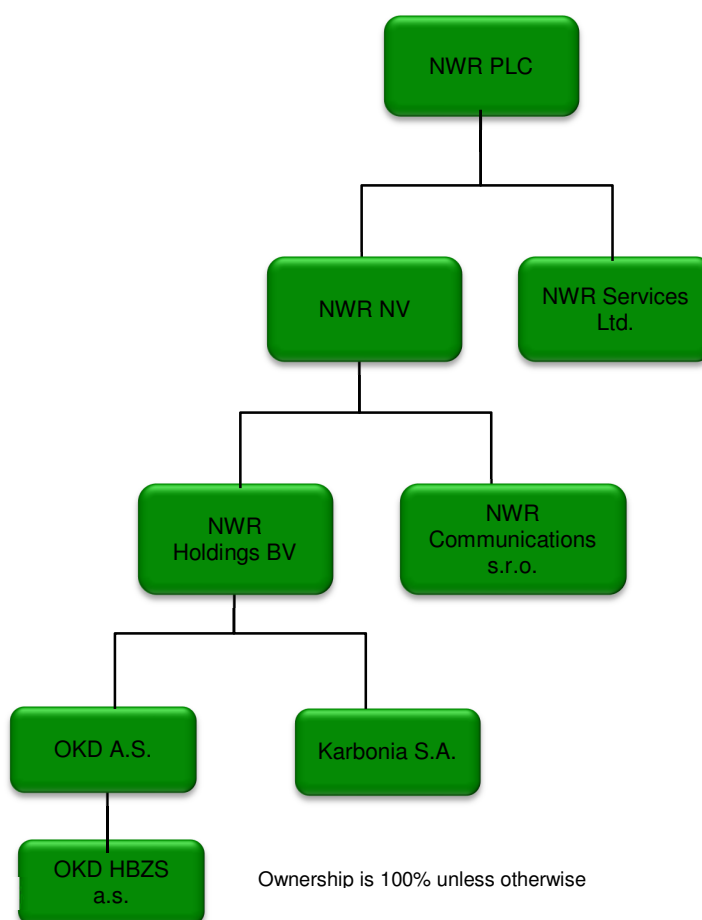 NWR PLC
NWR NV
NWR Services
Ltd.
NWR
Holdings BV
NWR
Communications
s.r.o.
OKD A.S.
Karbonia S.A.
OKD HBZS
a.s.
Ownership is 100% unless otherwise